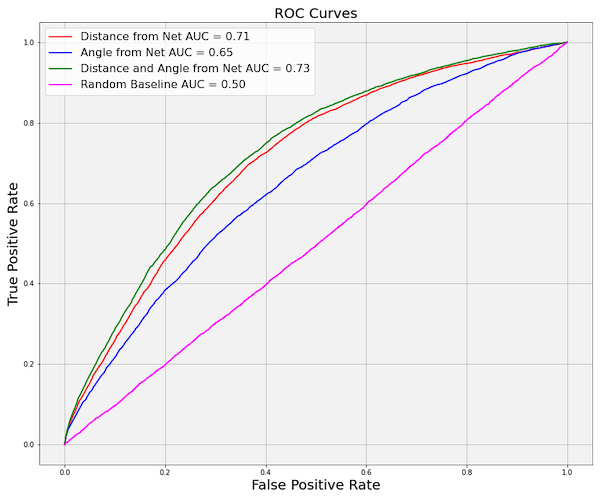 ROC Curves
Distance from Net AUC = 0.71
Angle from Net AUC = 0.65
Distance and Angle from Net AUC = 0.73
Random Baseline AUC = 0.50
True Positive Rate
1.0
0.8
0.6
0.4
0.2
0.0
0.0 0.2 0.4 0.6 0.8 1.0
False Positive Rate